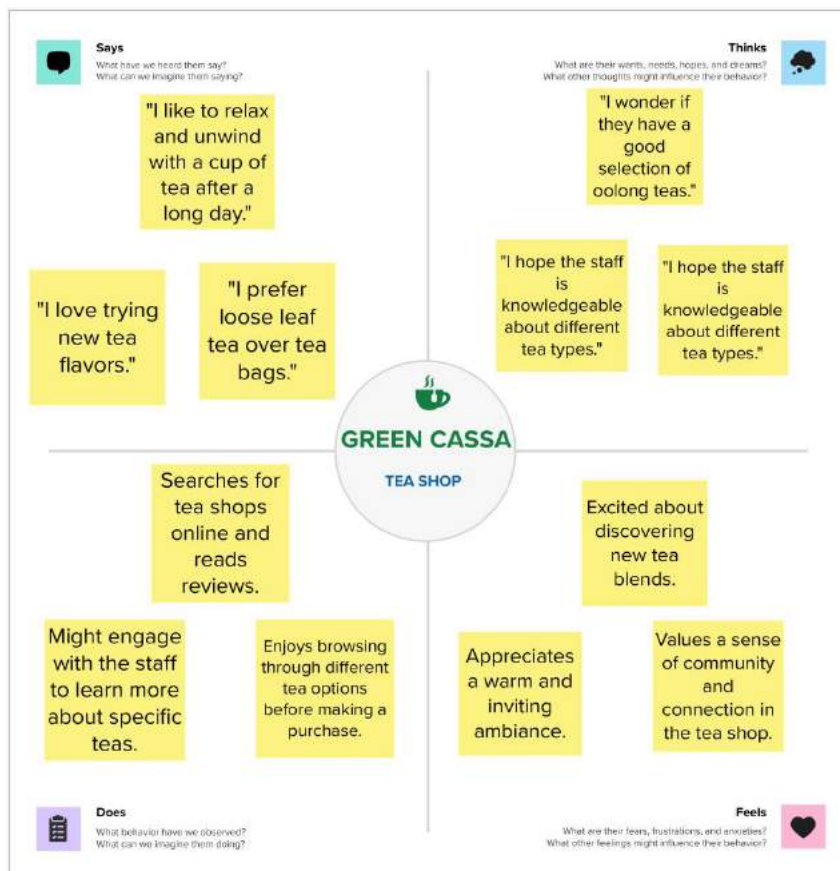 Says
What have we heard them say?
What can we imagine them saying?
"I like to relax
and unwind
with a cup of
tea after a
long day."
"I love trying
new tea
flavors."
"I prefer
loose leaf
tea over tea
bags."
Thinks
What are their wants, needs, hopes, and dreams?
What other thoughts might influence their behavior?
"I wonder if
they have a
good
selection of
oolong teas."
"I hope the staff
is
knowledgeable
about different
tea types."
"I hope the staff
is
knowledgeable
about different
tea types."
GREEN CASSA
TEA SHOP
Searches for
tea shops
online and
reads
reviews.
Might engage
with the staff
to learn more
about specific
teas.
Enjoys browsing
through different
tea options
before making a
purchase.
Does
What behavior have we observed?
What can we imagine them doing?
Excited about
discovering
new tea
blends.
Appreciates
a warm and
inviting
ambiance.
Values a sense
of community
and
connection in
the tea shop.
Feels
What are their fears, frustrations, and anxieties?
What other feelings might influence their behavior?